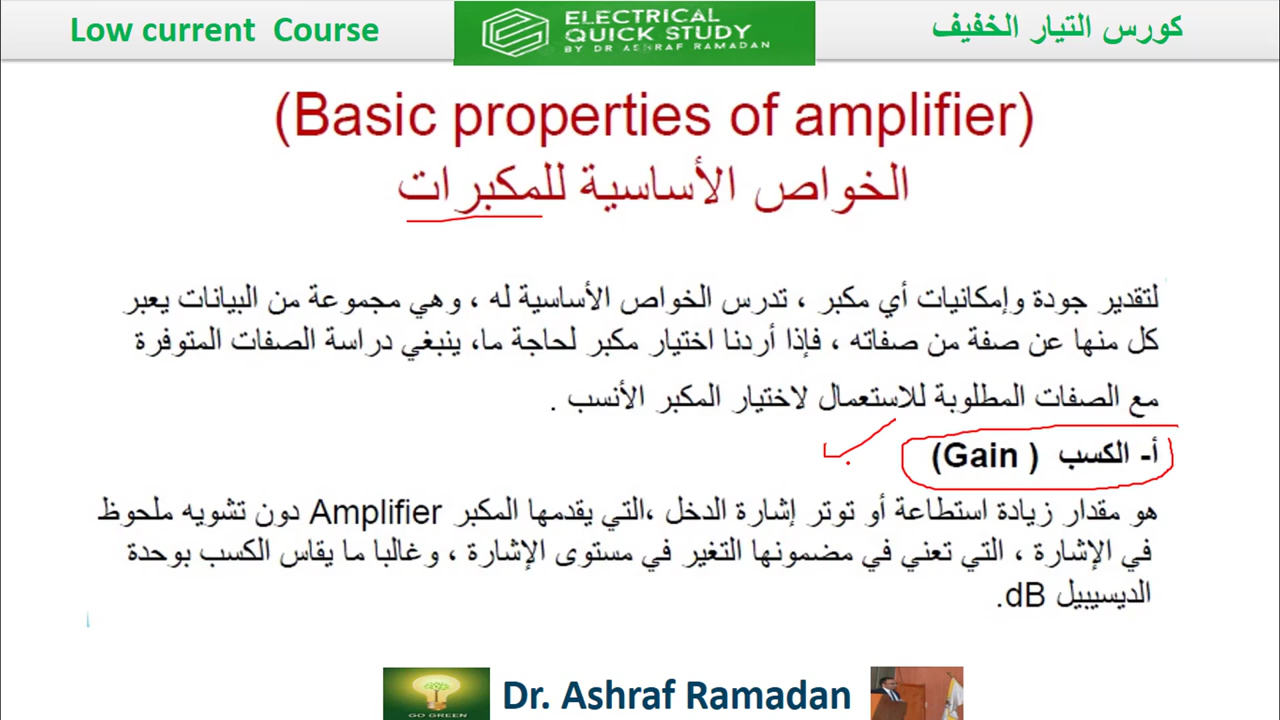 Low current Course
ELECTRICAL
QUICK STUDY
BY DR ASHRAF RAMADAN
كورس التيار الخفيف
(Basic properties of amplifier)
الخواص الأساسية للمكبرات
لتقدير جودة وإمكانيات أي مكبر ، تدرس الخواص الأساسية له ، وهي مجموعة من البيانات يعبر
كل منها عن صفة من صفاته ، فإذا أردنا اختيار مكبر لحاجة ما، ينبغي دراسة الصفات المتوفرة
مع الصفات المطلوبة للاستعمال لاختيار المكبر الأنسب .
أ- الكسب ( Gain)
هو مقدار زيادة استطاعة أو توتر إشارة الدخل ،التي يقدمها المكبر Amplifier دون تشويه ملحوظ
في الإشارة ، التي تعني في مضمونها التغير في مستوى الإشارة ، وغالبا ما يقاس الكسب بوحدة
الديسيبيل dB.
GO GREEN
Dr. Ashraf Ramadan